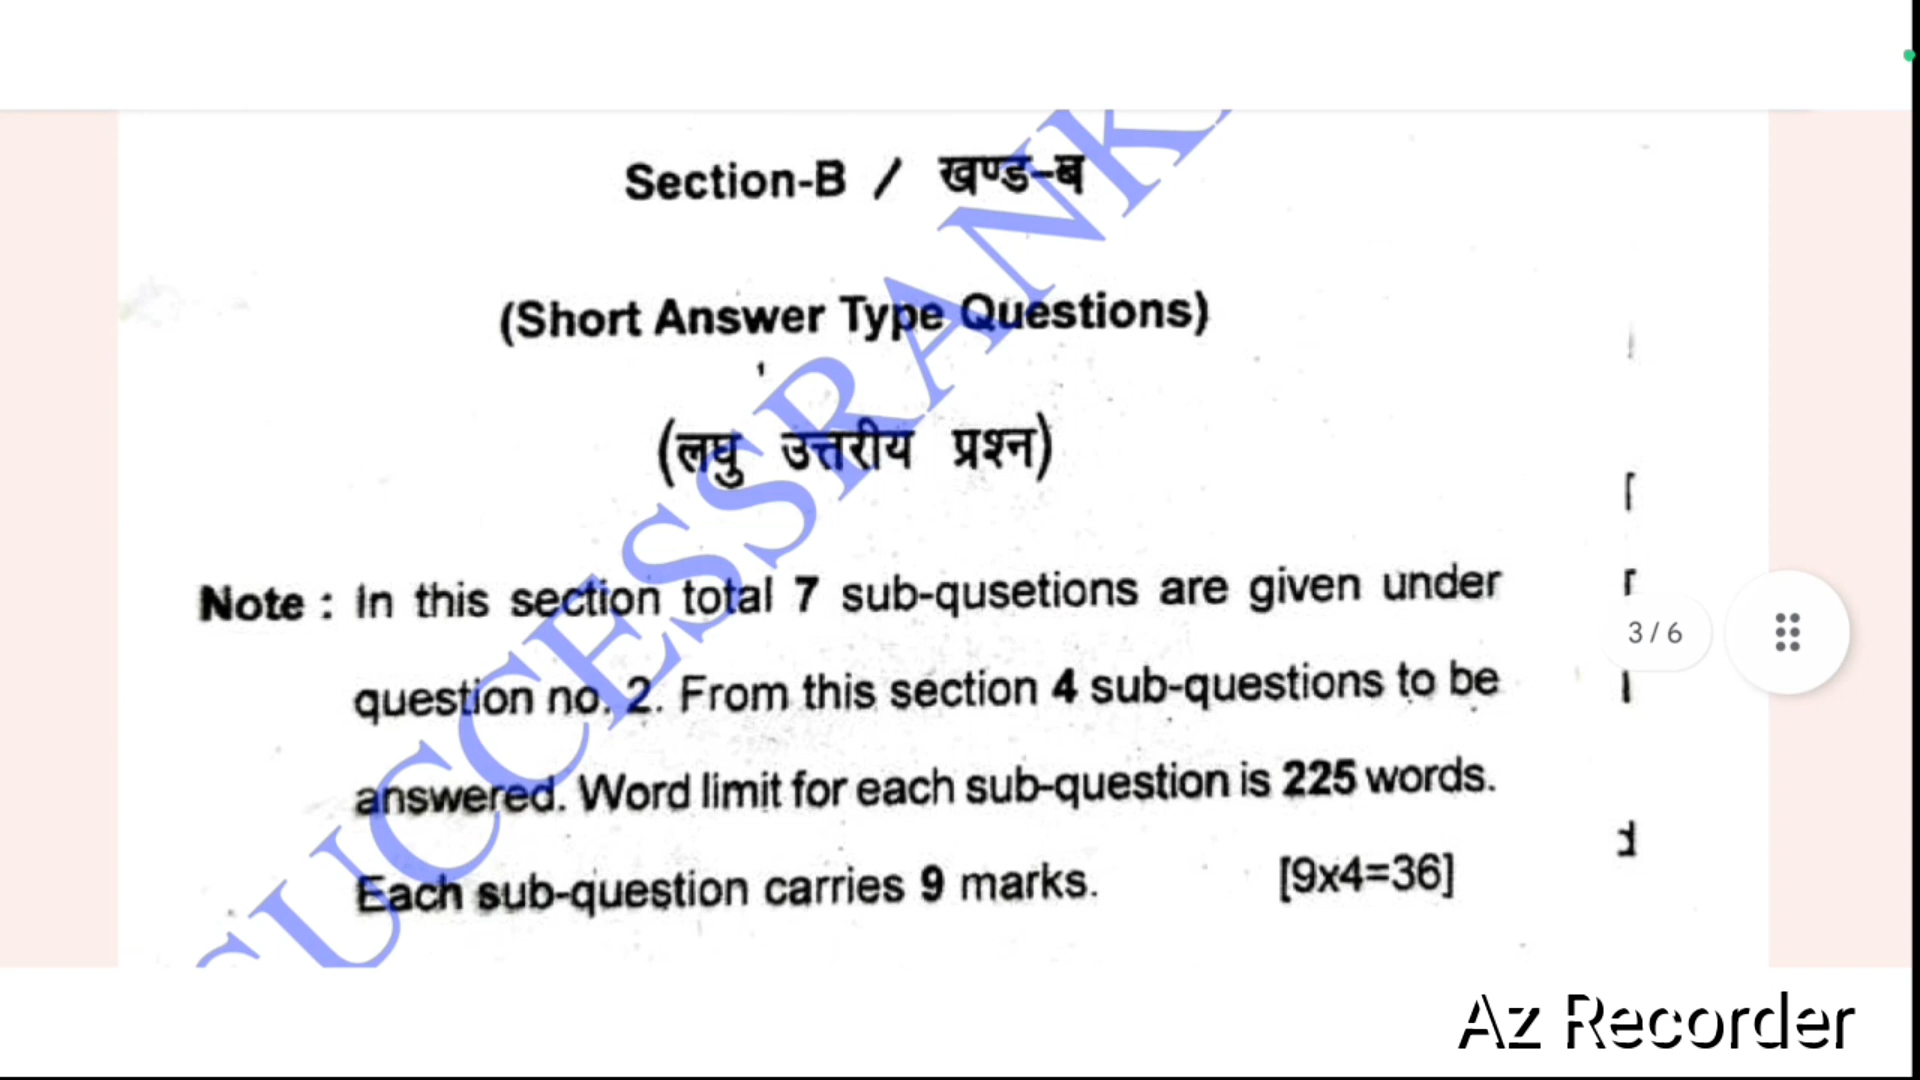 Section-B / खण्ड-ब
(Short Answer Type Questions)
(लघु उत्तरीय प्रश्न)
Note : In this section total 7 sub-qusetions are given under
question no. 2. From this section 4 sub-questions to be
3 / 6
answered. Word limit for each sub-question is 225 words.
Each sub-question carries 9 marks. [9x4=36]
SUCCESSRANK
Az Recorder